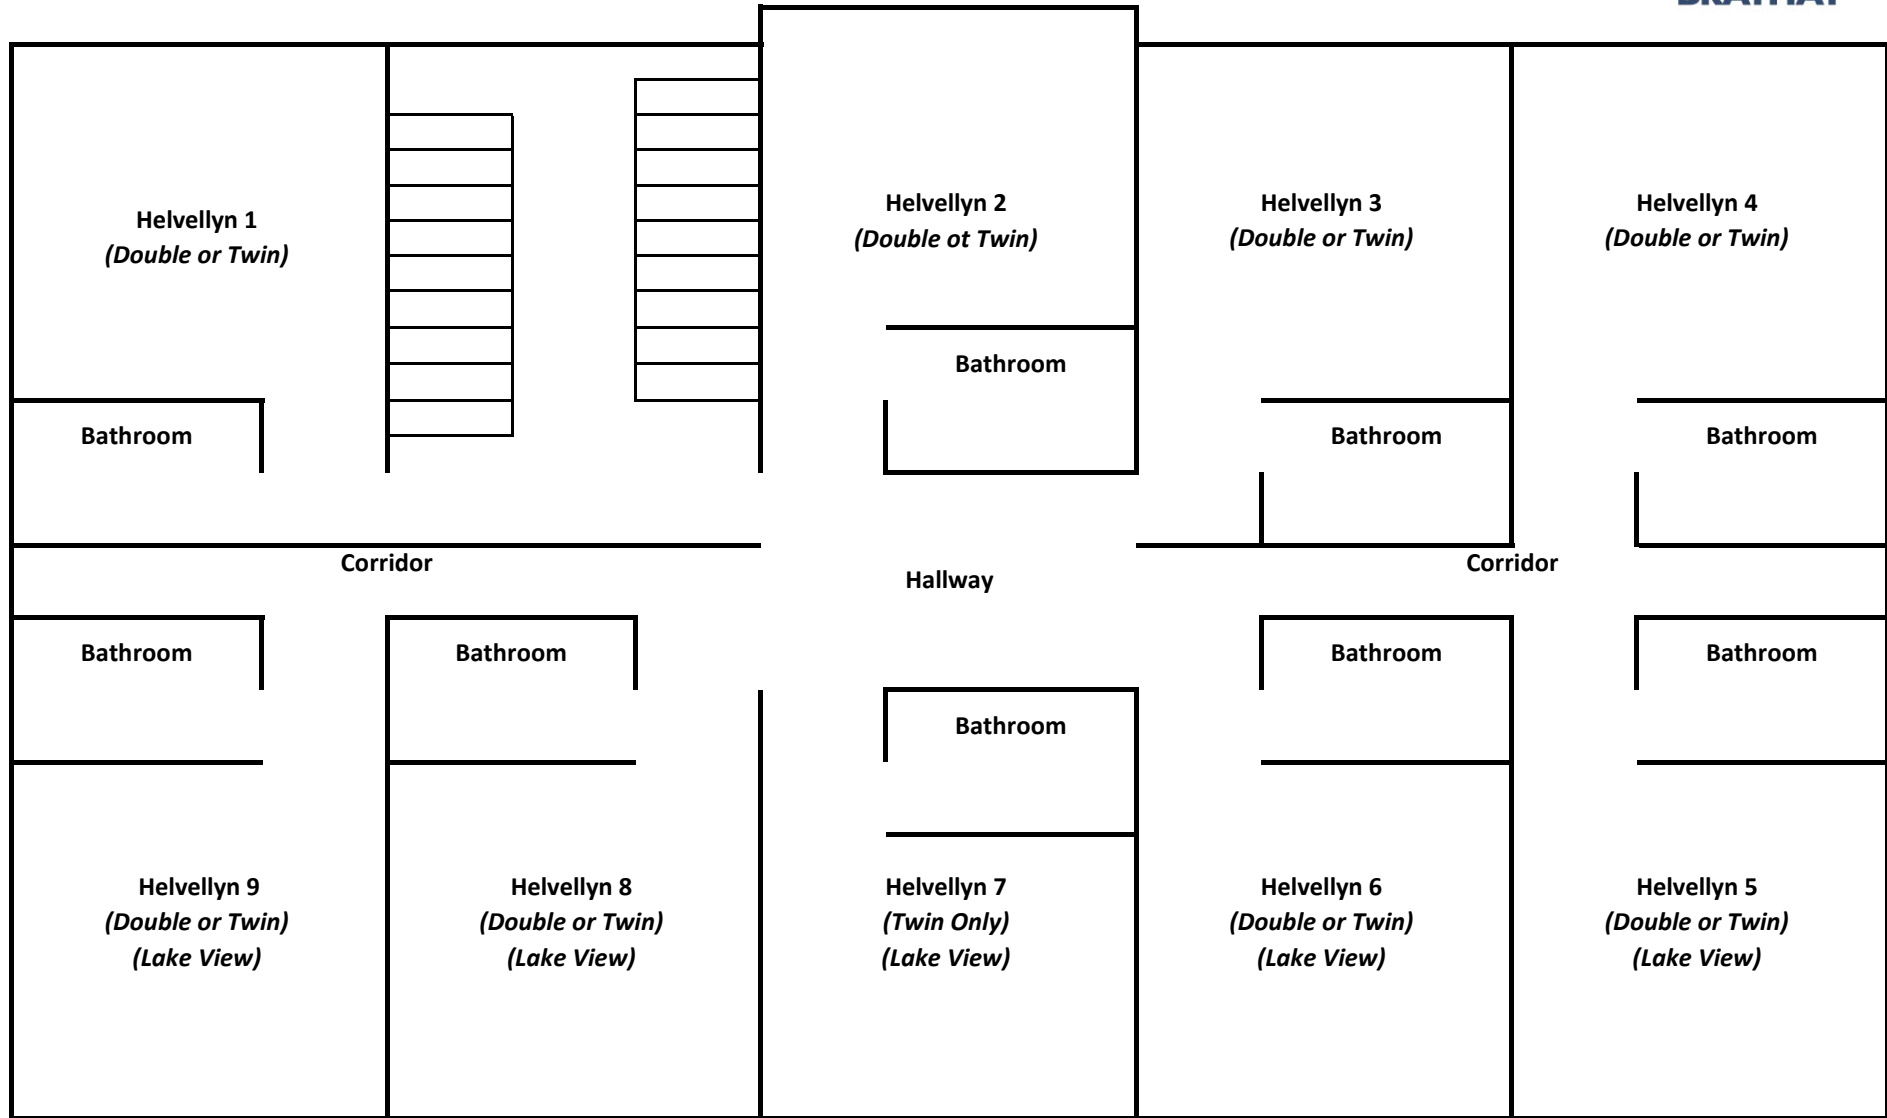 Helvellyn 1
(Double or Twin)
Helvellyn 2
(Double ot Twin)
Helvellyn 3
(Double or Twin)
Helvellyn 4
(Double or Twin)
Bathroom
Bathroom
Bathroom
Bathroom
Corridor
Hallway
Corridor
Bathroom
Bathroom
Bathroom
Bathroom
Bathroom
Helvellyn 9
(Double or Twin)
(Lake View)
Helvellyn 8
(Double or Twin)
(Lake View)
Helvellyn 7
(Twin Only)
(Lake View)
Helvellyn 6
(Double or Twin)
(Lake View)
Helvellyn 5
(Double or Twin)
(Lake View)